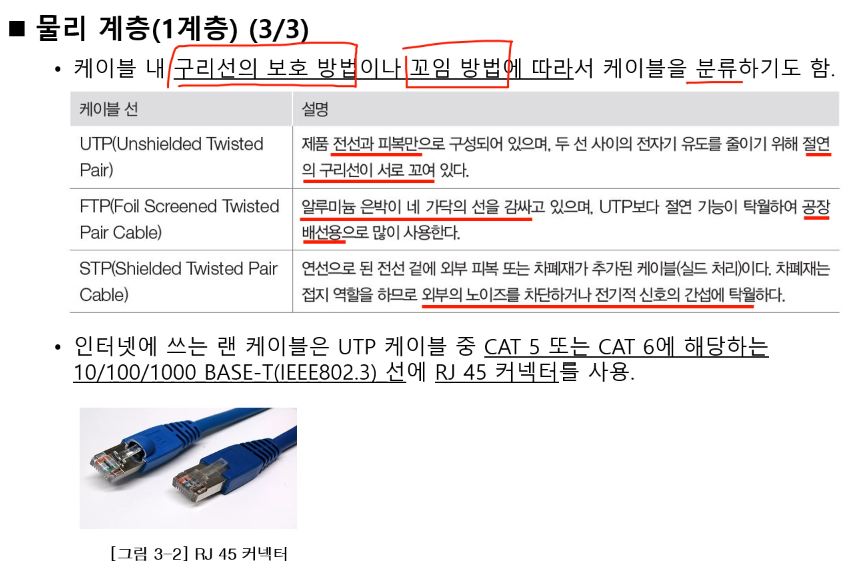 ■ 물리 계층(1계층) (3/3)
• 케이블 내 구리선의 보호 방법이나 꼬임 방법에 따라서 케이블을 분류하기도 함.
케이블 선 설명
UTP(Unshielded Twisted Pair) 제품 전선과 피복만으로 구성되어 있으며, 두 선 사이의 전자기 유도를 줄이기 위해 절연
의 구리선이 서로 꼬여 있다.
FTP(Foil Screened Twisted Pair Cable) 알루미늄 은박이 네 가닥의 선을 감싸고 있으며, UTP보다 절연 기능이 탁월하여 공장
배선용으로 많이 사용한다.
STP(Shielded Twisted Pair Cable) 연선으로 된 전선 겉에 외부 피복 또는 차폐재가 추가된 케이블(실드 처리)이다. 차폐재는
접지 역할을 하므로 외부의 노이즈를 차단하거나 전기적 신호의 간섭에 탁월하다.
• 인터넷에 쓰는 랜 케이블은 UTP 케이블 중 CAT 5 또는 CAT 6에 해당하는
10/100/1000 BASE-T(IEEE802.3) 선에 RJ 45 커넥터를 사용.
[그림 3-2] RJ 45 커넥터